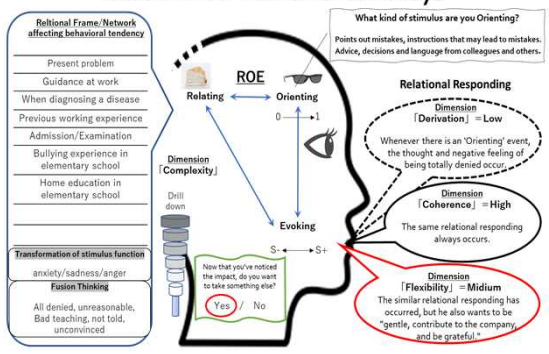 Reltional Frame/Network
affecting behavioral tendency
Present problem
Guidance at work
When diagnosing a disease
Previous working experience
Admission/Examination
Bullying experience in
elementary school
Home education in
elementary school
Transformation of stimulus function
anxiety/sadness/anger
Fusion Thinking
All denied, unreasonable,
Bad teaching, not told,
unconvinced
ROE
Relating
Orienting
0 → 1
Dimension
「Complexity」
Drill
down
Evoking
S- S+
Now that you've noticed
the impact, do you want
to take something else?
Yes / No
What kind of stimulus are you Orienting?
Points out mistakes, instructions that may lead to mistakes.
Advice, decisions and language from colleagues and others.
Relational Responding
Dimension
「Derivation」=Low
Whenever there is an 'Orienting' event,
the thought and negative feeling of
being totally denied occur.
Dimension
「Coherence」=High
The same relational responding
always occurs.
Dimension
「Flexibility」=Midium
The similar relational responding has
occurred, but he also wants to be
"gentle, contribute to the company,
and be grateful."